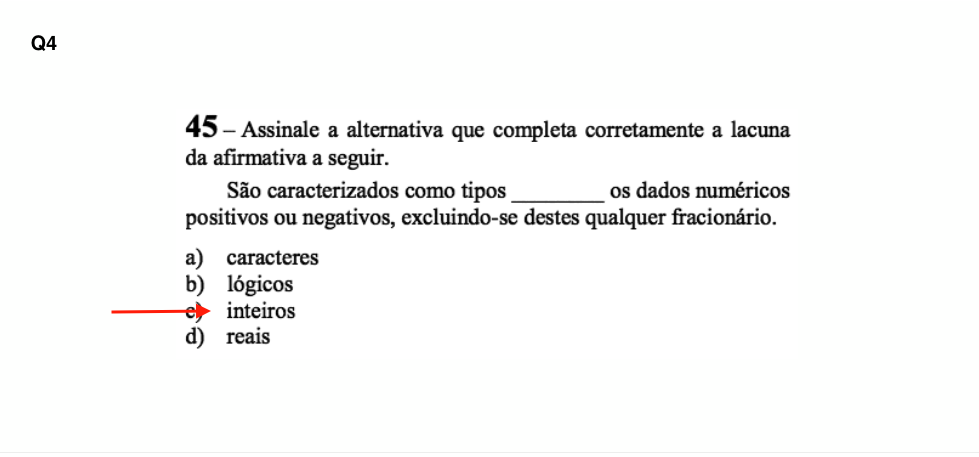 Q4
45 – Assinale a alternativa que completa corretamente a lacuna
da afirmativa a seguir.
São caracterizados como tipos _________ os dados numéricos
positivos ou negativos, excluindo-se destes qualquer fracionário.
a) caracteres
b) lógicos
c) inteiros
d) reais